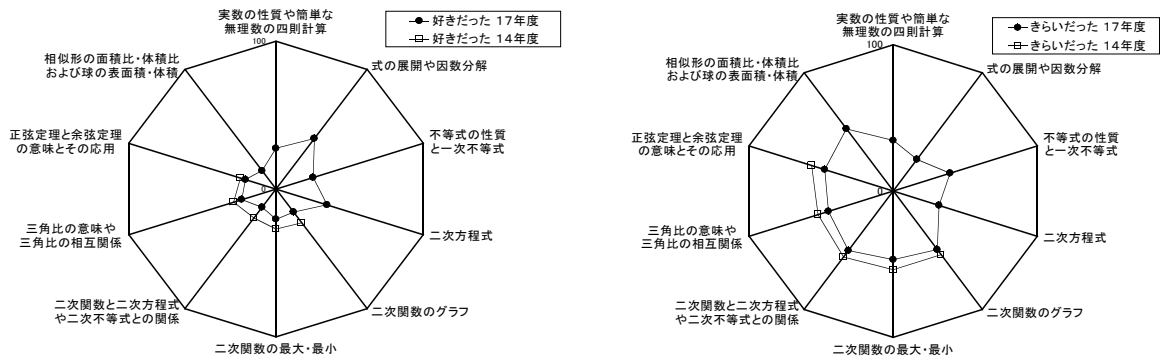 実数の性質や簡単な
無理数の四則計算
100
好きだった 17年度
好きだった 14年度
式の展開や因数分解
不等式の性質
と一次不等式
二次方程式
二次関数のグラフ
二次関数の最大・最小
二次関数と二次方程式
や二次不等式との関係
三角比の意味や
三角比の相互関係
正弦定理と余弦定理
の意味とその応用
相似形の面積比・体積比
および球の表面積・体積
0
実数の性質や簡単な
無理数の四則計算
100
きらいだった 17年度
きらいだった 14年度
式の展開や因数分解
不等式の性質
と一次不等式
二次方程式
二次関数のグラフ
二次関数の最大・最小
二次関数と二次方程式
や二次不等式との関係
三角比の意味や
三角比の相互関係
正弦定理と余弦定理
の意味とその応用
相似形の面積比・体積比
および球の表面積・体積
0